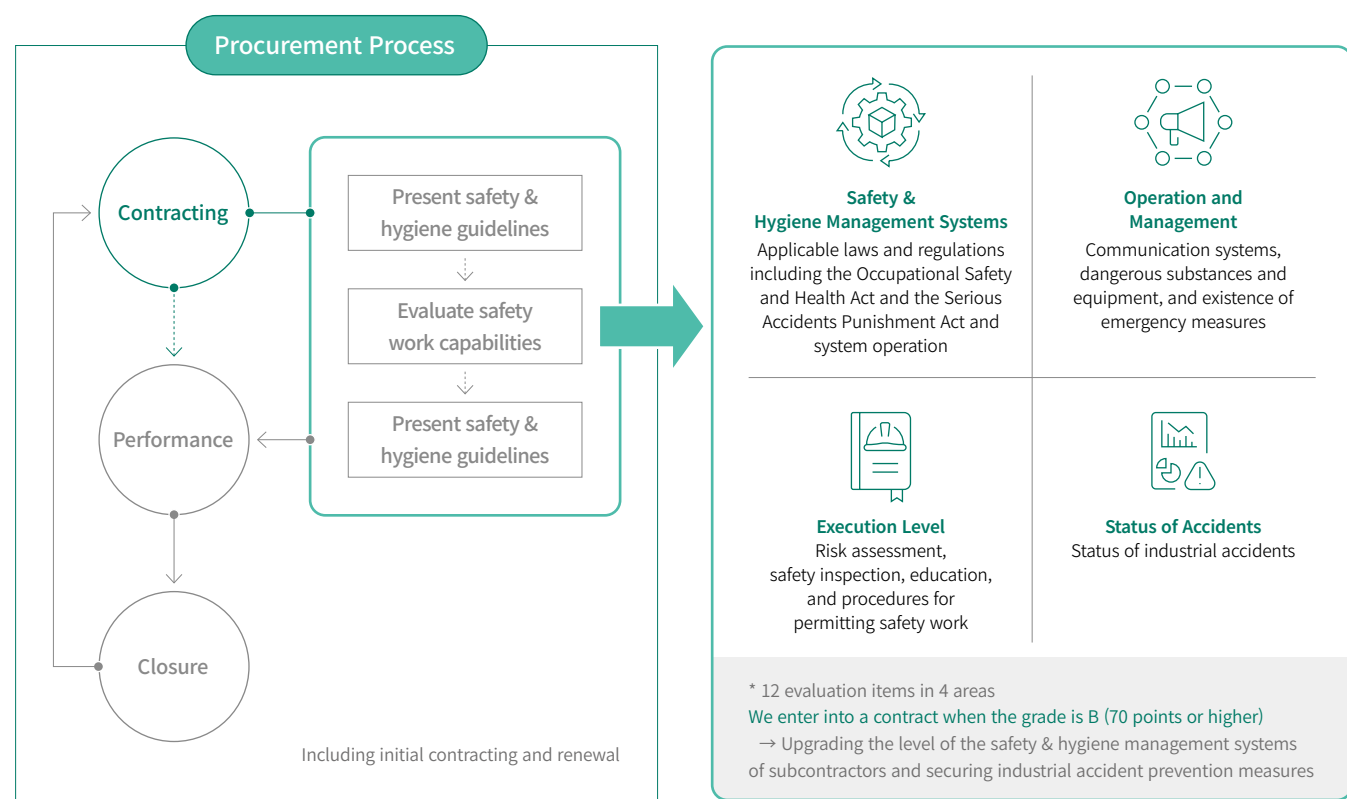 Procurement Process
Contracting
Present safety &
hygiene guidelines
Evaluate safety
work capabilities
Present safety &
hygiene guidelines
Performance
Closure
Including initial contracting and renewal
Safety &
Hygiene Management Systems
Applicable laws and regulations
including the Occupational Safety
and Health Act and the Serious
Accidents Punishment Act and
system operation
Operation and
Management
Communication systems,
dangerous substances and
equipment, and existence of
emergency measures
Execution Level
Risk assessment,
safety inspection, education,
and procedures for
permitting safety work
Status of Accidents
Status of industrial accidents
* 12 evaluation items in 4 areas
We enter into a contract when the grade is B (70 points or higher)
→ Upgrading the level of the safety & hygiene management systems
of subcontractors and securing industrial accident prevention measures